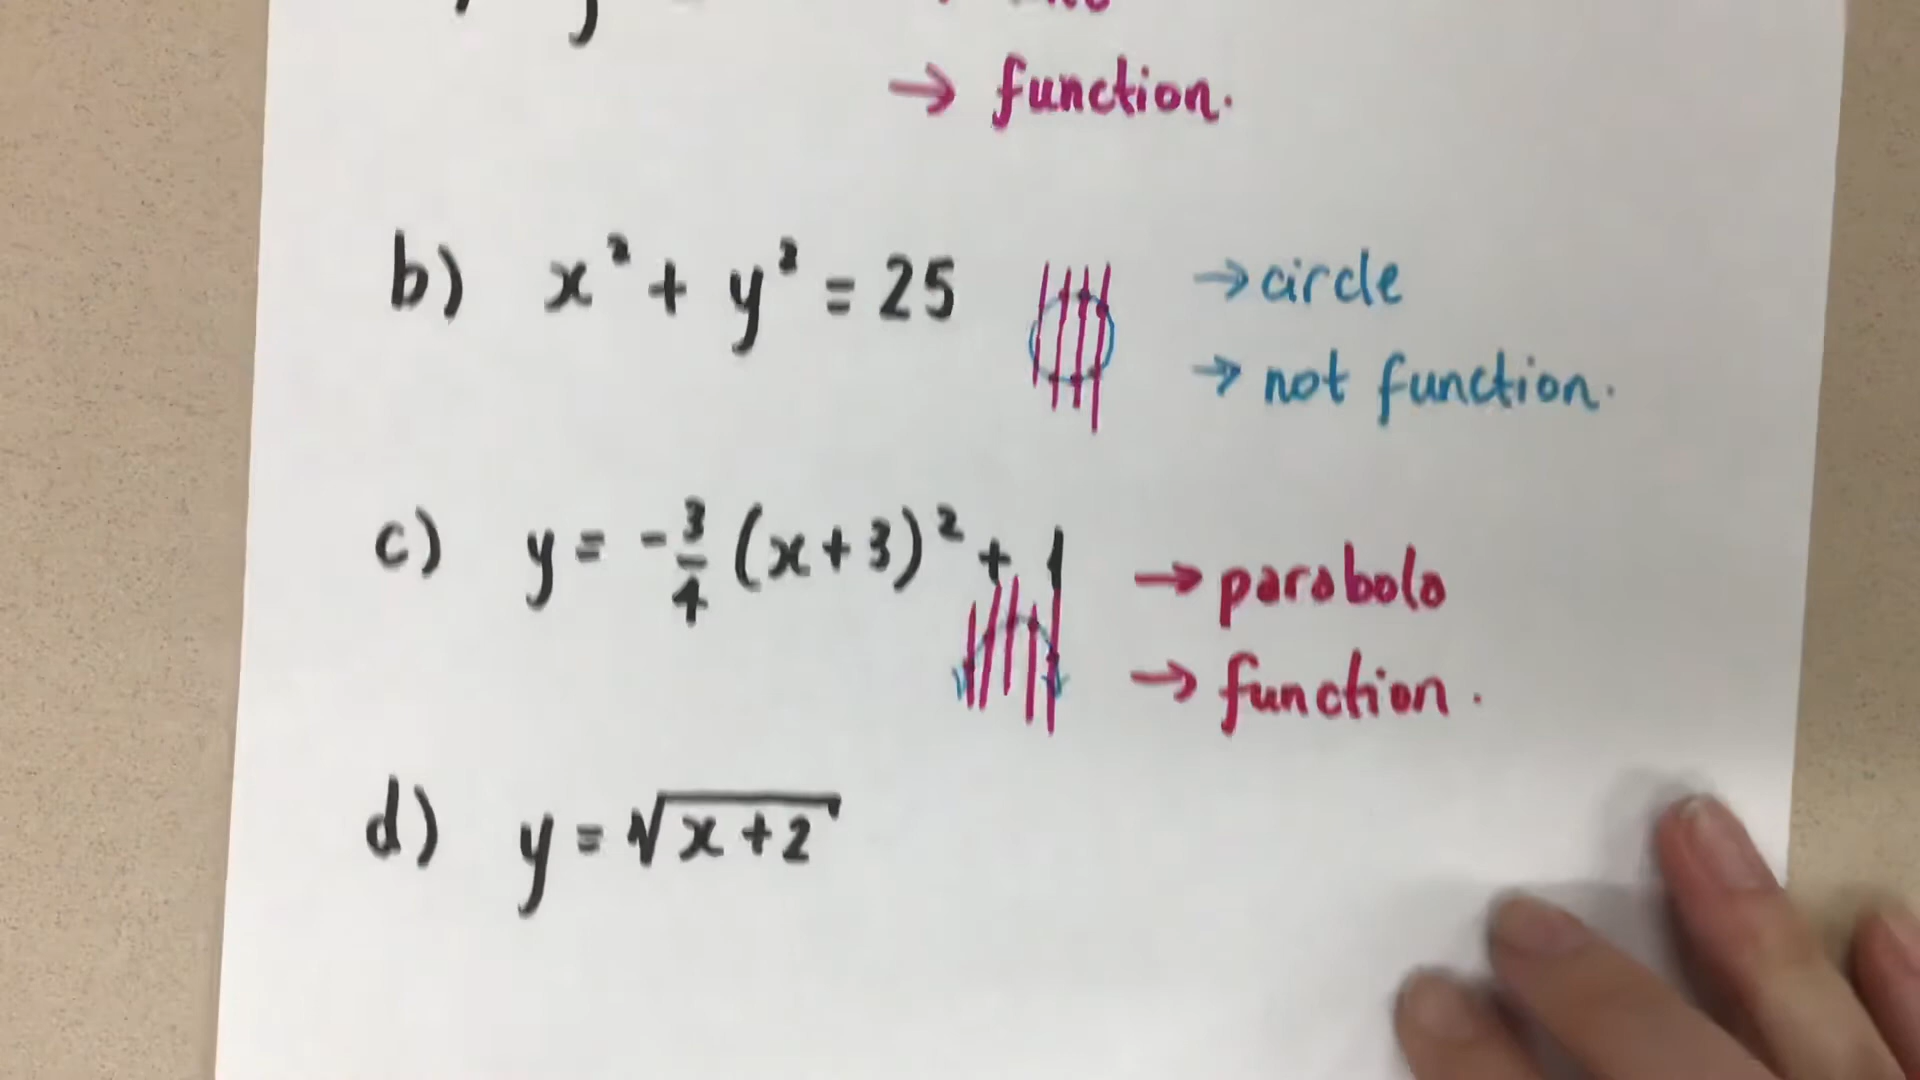 → function.
b) x² + y² = 25 → circle
→ not function.
c) y = -3/4 (x+3)² + 1 → parabola
→ function.
d) y = √x+2